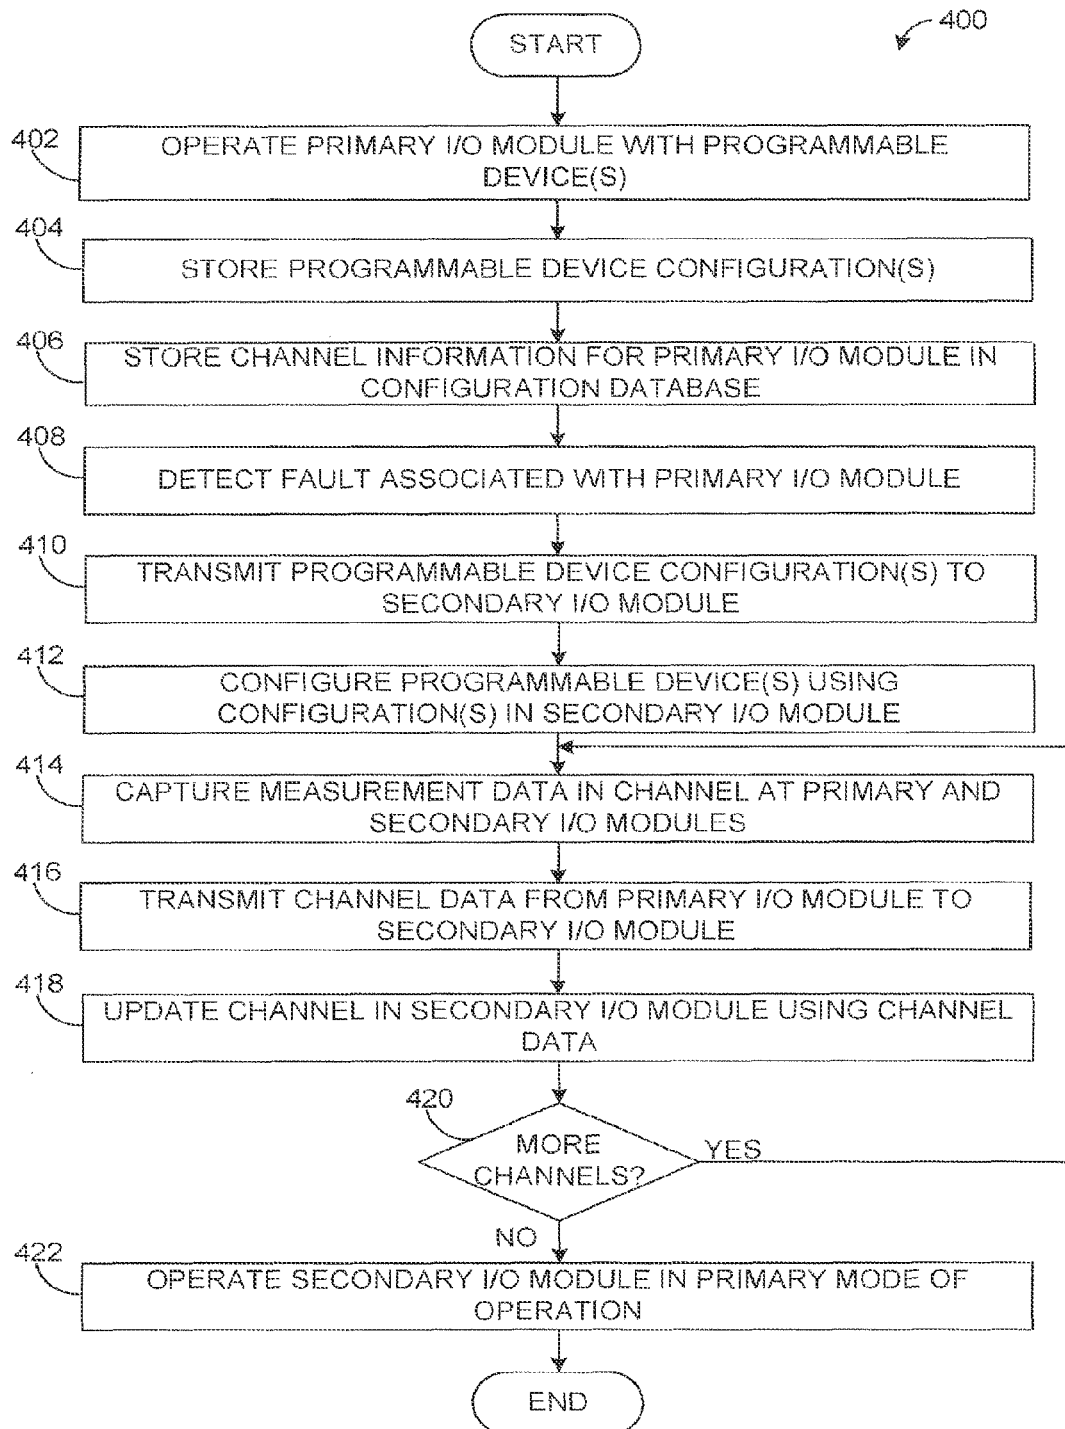 START
400
402
OPERATE PRIMARY I/O MODULE WITH PROGRAMMABLE
DEVICE(S)
404
STORE PROGRAMMABLE DEVICE CONFIGURATION(S)
406
STORE CHANNEL INFORMATION FOR PRIMARY I/O MODULE IN
CONFIGURATION DATABASE
408
DETECT FAULT ASSOCIATED WITH PRIMARY I/O MODULE
410
TRANSMIT PROGRAMMABLE DEVICE CONFIGURATION(S) TO
SECONDARY I/O MODULE
412
CONFIGURE PROGRAMMABLE DEVICE(S) USING
CONFIGURATION(S) IN SECONDARY I/O MODULE
414
CAPTURE MEASUREMENT DATA IN CHANNEL AT PRIMARY AND
SECONDARY I/O MODULES
416
TRANSMIT CHANNEL DATA FROM PRIMARY I/O MODULE TO
SECONDARY I/O MODULE
418
UPDATE CHANNEL IN SECONDARY I/O MODULE USING CHANNEL
DATA
420
MORE
CHANNELS?
YES
NO
422
OPERATE SECONDARY I/O MODULE IN PRIMARY MODE OF
OPERATION
END